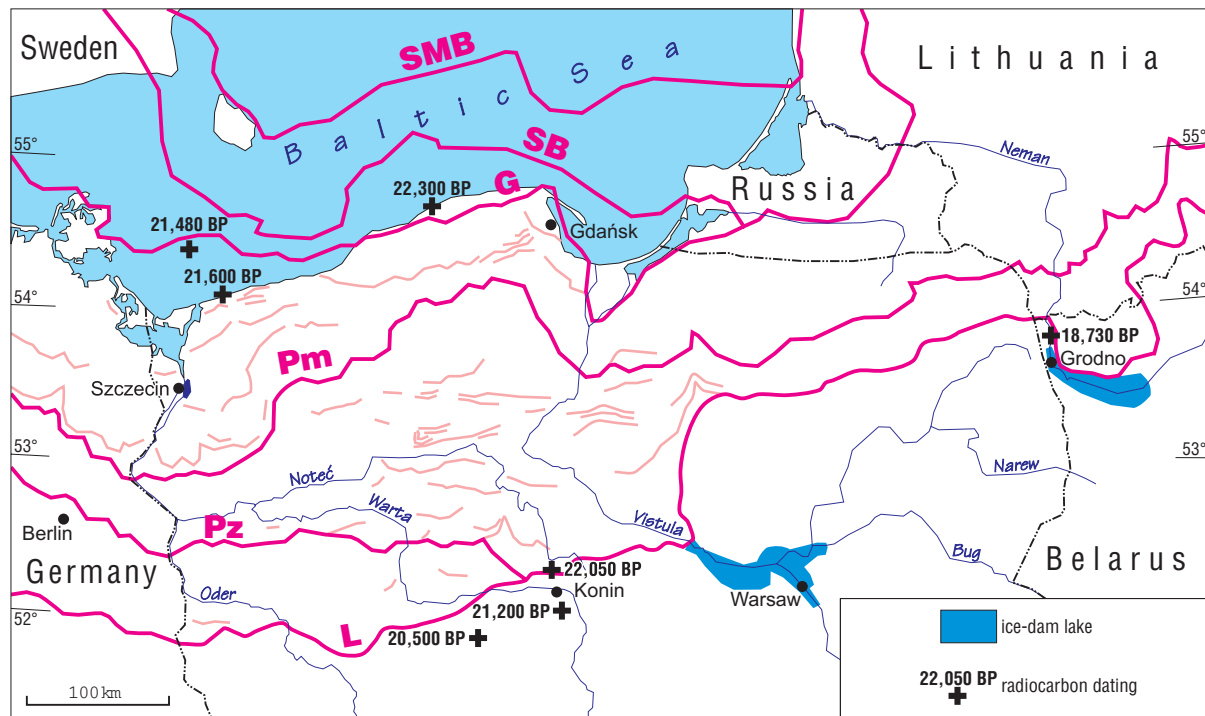 Sweden
SMB
Lithuania
Baltic Sea
55°
55°
SB
Neman
22,300 BP
G
Russia
21,480 BP
Gdańsk
21,600 BP
54°
54°
18,730 BP
Pm
Grodno
Szczecin
53°
53°
Noteć
Narew
Warta
Berlin
Pz
Vistula
Bug
Germany
22,050 BP
Belarus
Konin
Oder
Warsaw
52°
21,200 BP
L
20,500 BP
ice-dam lake
22,050 BP
radiocarbon dating
100km